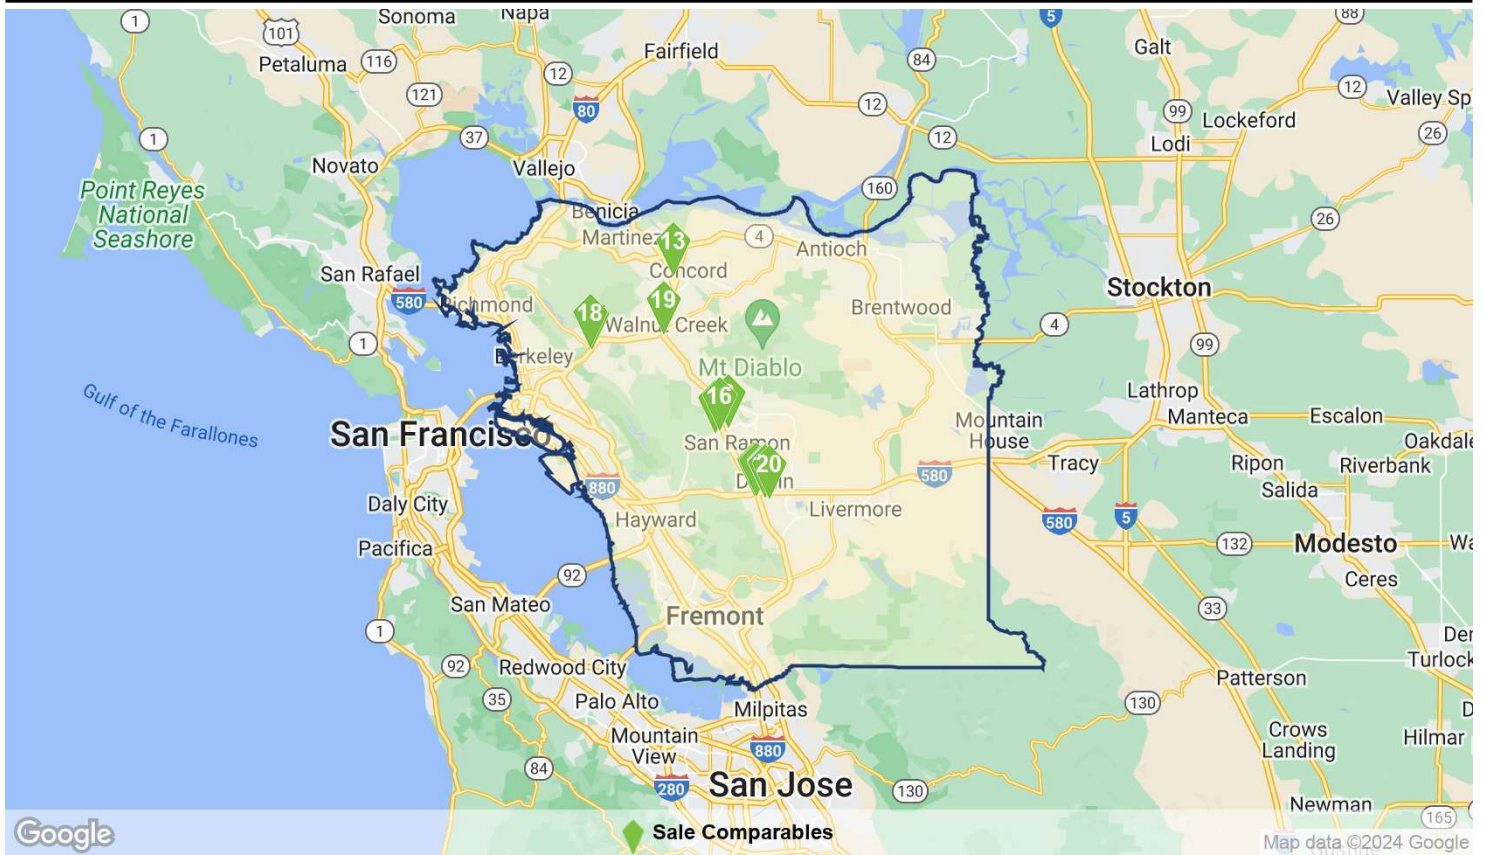 1
Sonoma
Napa
5
88
101
Petaluma
116
Fairfield
84
Galt
12
121
80
12
12
Valley Sp
99
Lockeford
26
1
37
Novato
Vallejo
12
Lodi
Point Reyes
National
Seashore
160
Benicia
26
Martinez
13
4
Antioch
San Rafael
Concord
580
Richmond
18
19
Walnut Creek
Brentwood
Stockton
4
1
Berkeley
99
Mt Diablo
Gulf of the Farallones
16
Lathrop
Manteca
Escalon
Mountain
House
San Francisco
San Ramon
Oakdale
20
880
580
Tracy
Ripon
Riverbank
Salida
Daly City
Livermore
Hayward
580
5
Pacifica
132
Modesto
Wa
92
Ceres
San Mateo
33
Fremont
1
Redwood City
92
Turlock
Patterson
35
Palo Alto
Milpitas
130
Mountain
View
880
Crows
Landing
Hilmar
84
280
San Jose
130
Newman
165
Google
Sale Comparables
Map data ©2024 Google